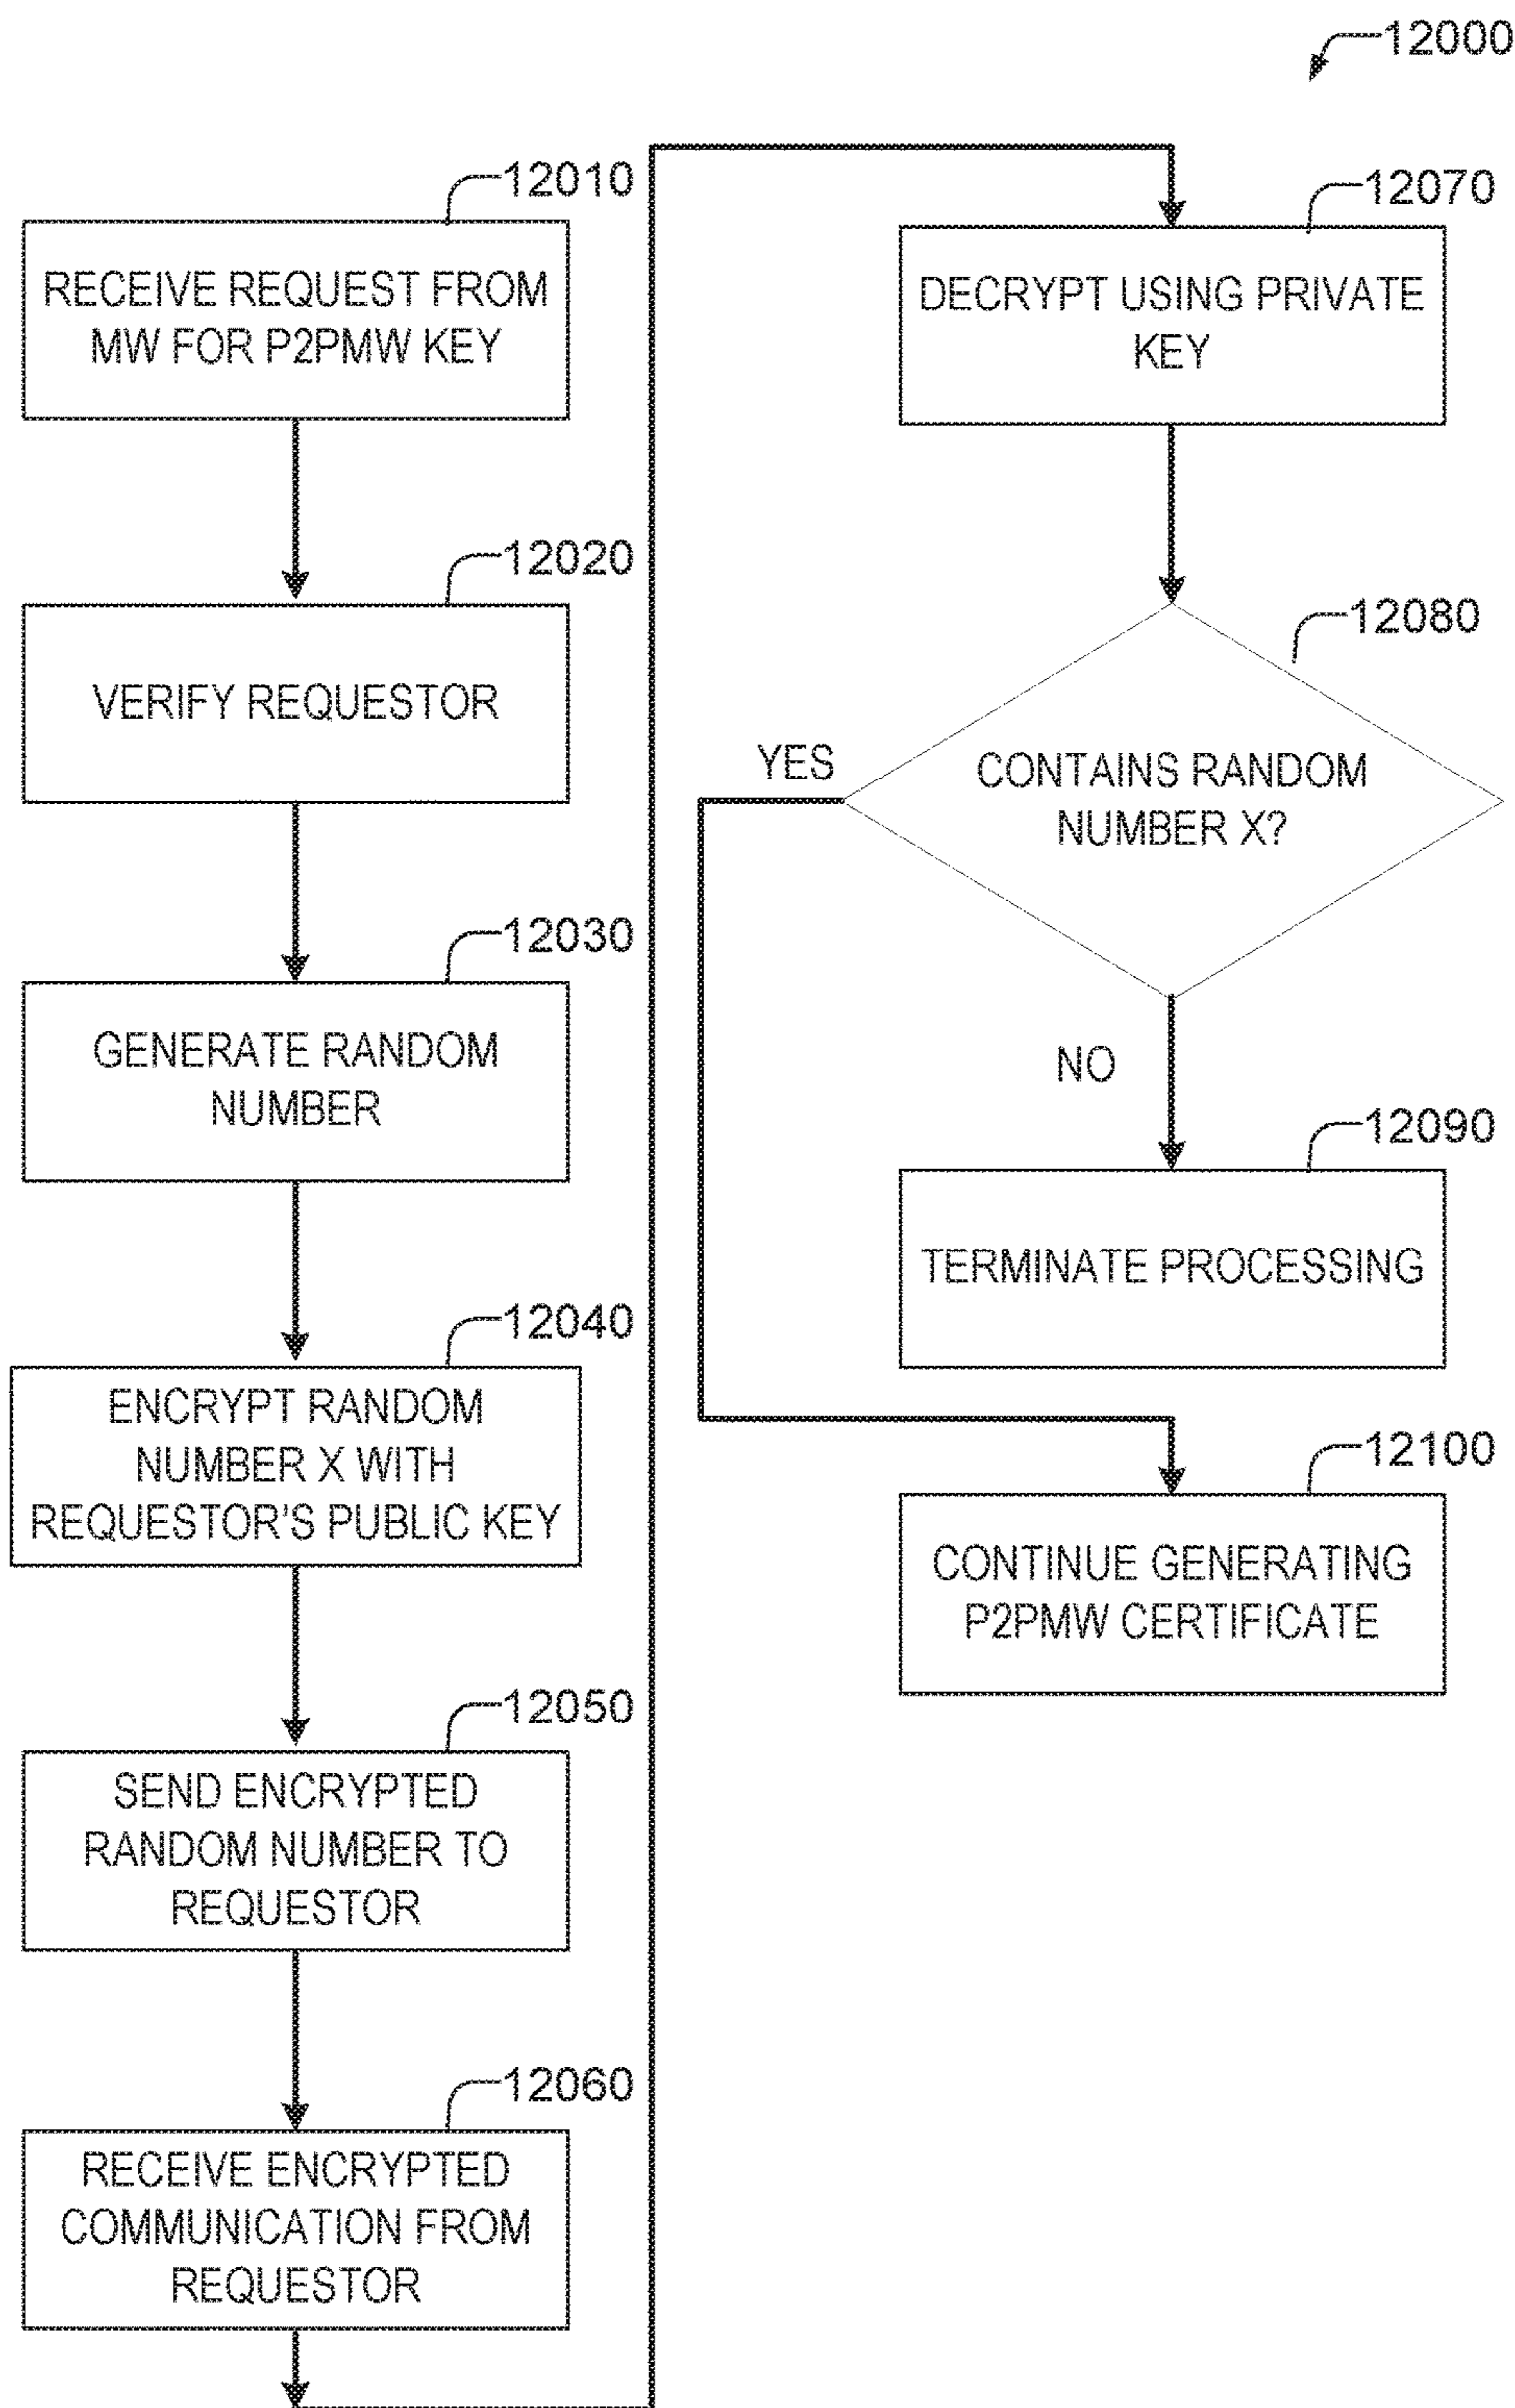 12000
12010
RECEIVE REQUEST FROM
MW FOR P2PMW KEY
12020
VERIFY REQUESTOR
12030
GENERATE RANDOM
NUMBER
12040
ENCRYPT RANDOM
NUMBER X WITH
REQUESTOR'S PUBLIC KEY
12050
SEND ENCRYPTED
RANDOM NUMBER TO
REQUESTOR
12060
RECEIVE ENCRYPTED
COMMUNICATION FROM
REQUESTOR
12070
DECRYPT USING PRIVATE
KEY
12080
CONTAINS RANDOM
NUMBER X?
YES
NO
12090
TERMINATE PROCESSING
12100
CONTINUE GENERATING
P2PMW CERTIFICATE